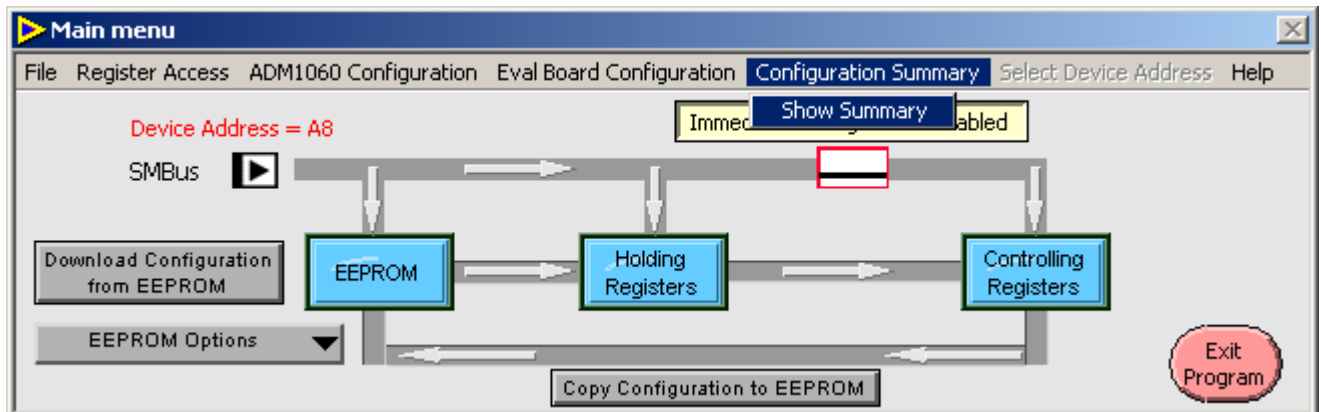 Main menu
File Register Access ADM1060 Configuration Eval Board Configuration Configuration Summary Select Device Address Help
Show Summary
Device Address = A8
SMBus
Download Configuration
from EEPROM
EEPROM
Holding
Registers
Controlling
Registers
EEPROM Options
Exit
Program
Copy Configuration to EEPROM